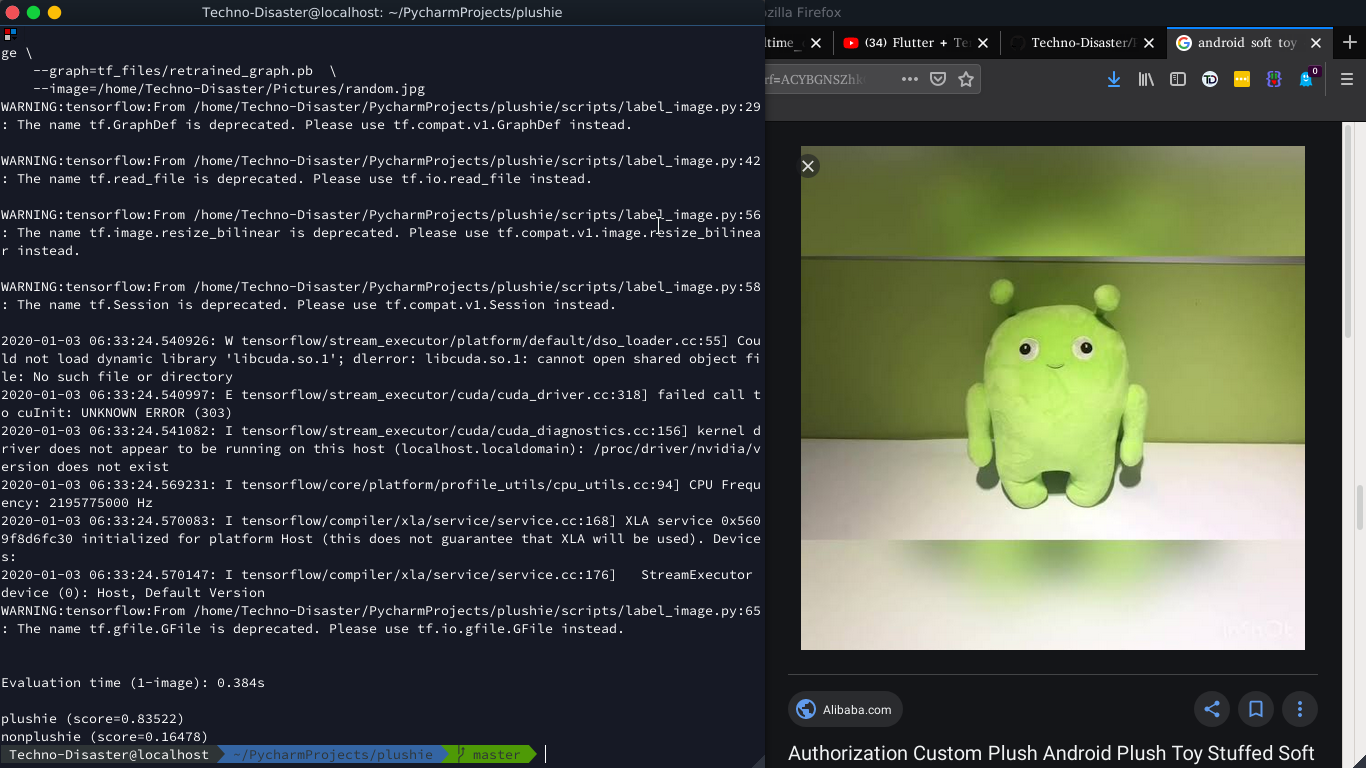 Techno-Disaster@localhost: ~/PycharmProjects/plushie
ge \
--graph=tf_files/retrained_graph.pb \
--image=/home/Techno-Disaster/Pictures/random.jpg
WARNING:tensorflow:From /home/Techno-Disaster/PycharmProjects/plushie/scripts/label_image.py:29
: The name tf.GraphDef is deprecated. Please use tf.compat.v1.GraphDef instead.
WARNING:tensorflow:From /home/Techno-Disaster/PycharmProjects/plushie/scripts/label_image.py:42
: The name tf.read_file is deprecated. Please use tf.io.read_file instead.
WARNING:tensorflow:From /home/Techno-Disaster/PycharmProjects/plushie/scripts/label_image.py:56
: The name tf.image.resize_bilinear is deprecated. Please use tf.compat.v1.image.resize_bilinea
r instead.
WARNING:tensorflow:From /home/Techno-Disaster/PycharmProjects/plushie/scripts/label_image.py:58
: The name tf.Session is deprecated. Please use tf.compat.v1.Session instead.
2020-01-03 06:33:24.540926: W tensorflow/stream_executor/platform/default/dso_loader.cc:55] Cou
ld not load dynamic library 'libcuda.so.1'; dlerror: libcuda.so.1: cannot open shared object fi
le: No such file or directory
2020-01-03 06:33:24.540997: E tensorflow/stream_executor/cuda/cuda_driver.cc:318] failed call t
o cuInit: UNKNOWN ERROR (303)
2020-01-03 06:33:24.541082: I tensorflow/stream_executor/cuda/cuda_diagnostics.cc:156] kernel d
river does not appear to be running on this host (localhost.localdomain): /proc/driver/nvidia/v
ersion does not exist
2020-01-03 06:33:24.569231: I tensorflow/core/platform/profile_utils/cpu_utils.cc:94] CPU Frequ
ency: 2195775000 Hz
2020-01-03 06:33:24.570083: I tensorflow/compiler/xla/service/service.cc:168] XLA service 0x560
9f8d6fc30 initialized for platform Host (this does not guarantee that XLA will be used). Device
s:
2020-01-03 06:33:24.570147: I tensorflow/compiler/xla/service/service.cc:176] StreamExecutor
device (0): Host, Default Version
WARNING:tensorflow:From /home/Techno-Disaster/PycharmProjects/plushie/scripts/label_image.py:65
: The name tf.gfile.GFile is deprecated. Please use tf.io.gfile.GFile instead.
Evaluation time (1-image): 0.384s
plushie (score=0.83522)
nonplushie (score=0.16478)
Techno-Disaster@localhost ~/PycharmProjects/plushie master
zilla Firefox
ltime_ (34) Flutter + Te Techno-Disaster/ android soft toy
rf=ACYBGNSZhk
TD 0
InShOt
Alibaba.com
Authorization Custom Plush Android Plush Toy Stuffed Soft